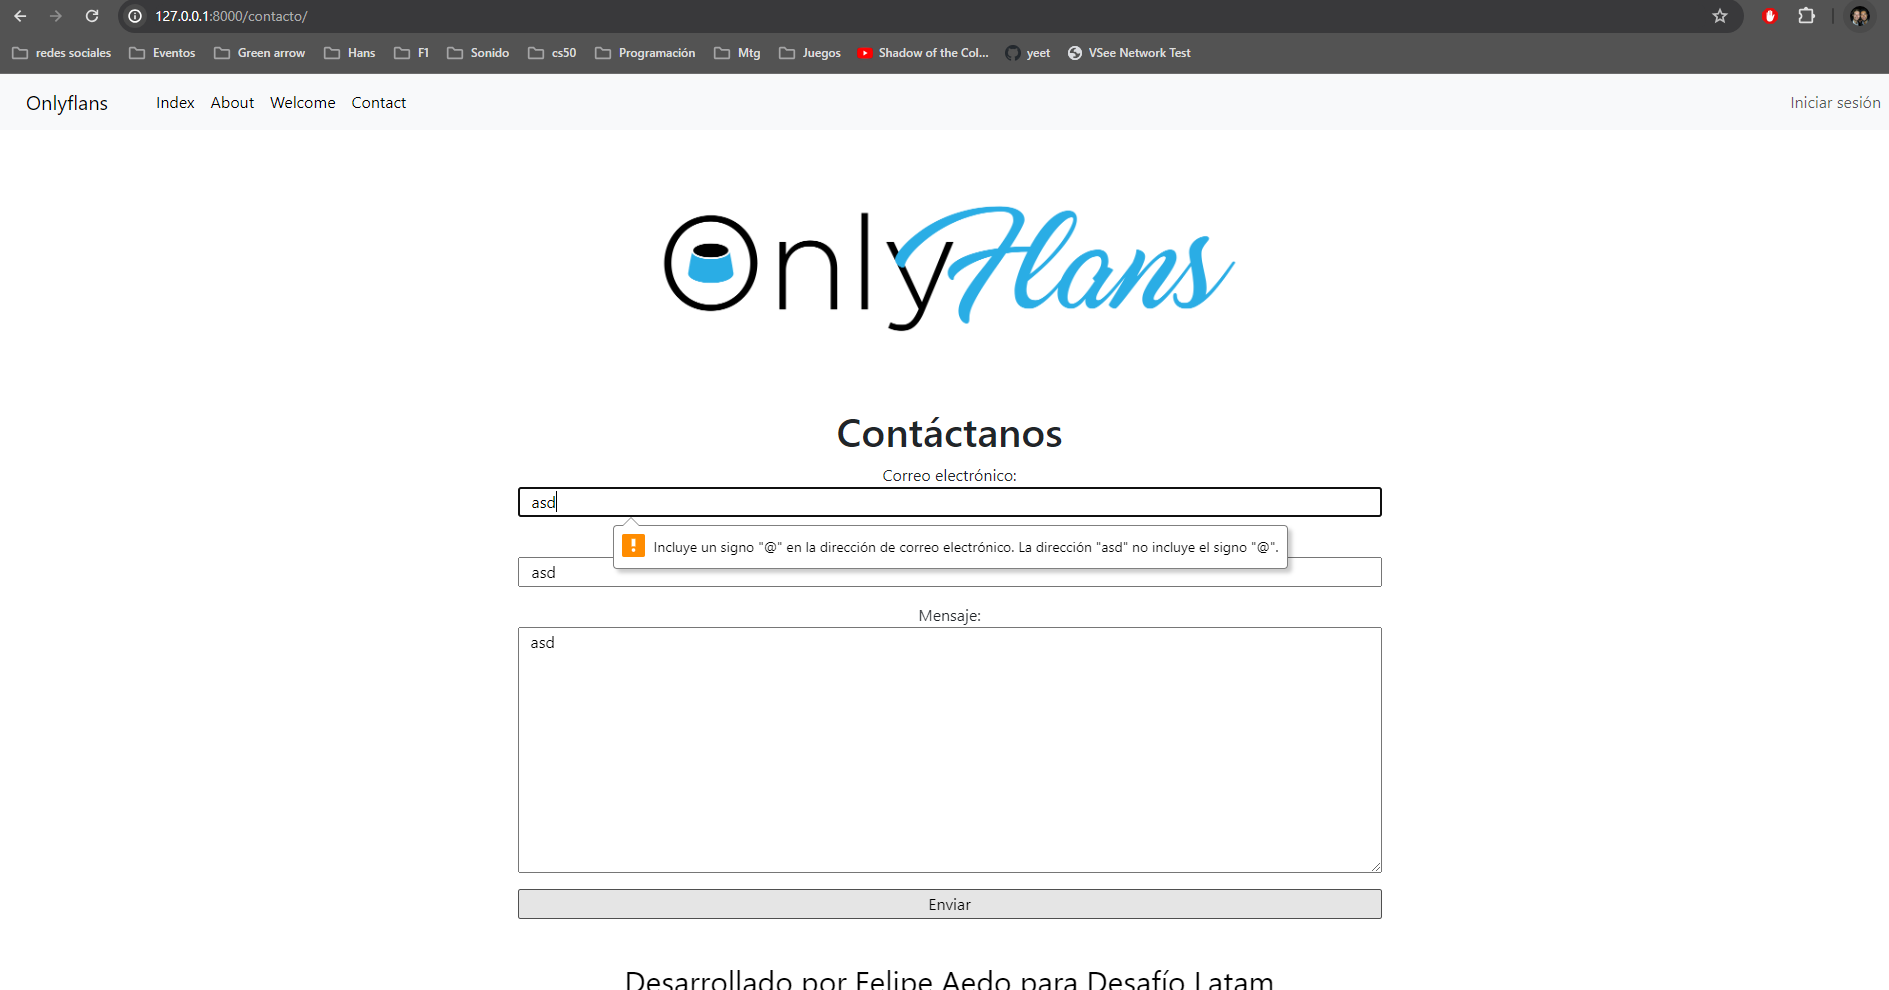 127.0.0.1:8000/contacto/
redes sociales Eventos Green arrow Hans F1 Sonido cs50 Programación Mtg Juegos Shadow of the Col... yeet VSee Network Test
Onlyflans Index About Welcome Contact Iniciar sesión
OnlyFlans
Contáctanos
Correo electrónico:
asd
Incluye un signo "@" en la dirección de correo electrónico. La dirección "asd" no incluye el signo "@".
asd
Mensaje:
asd
Enviar
Desarrollado por Felipe Aedo para Desafío Latam